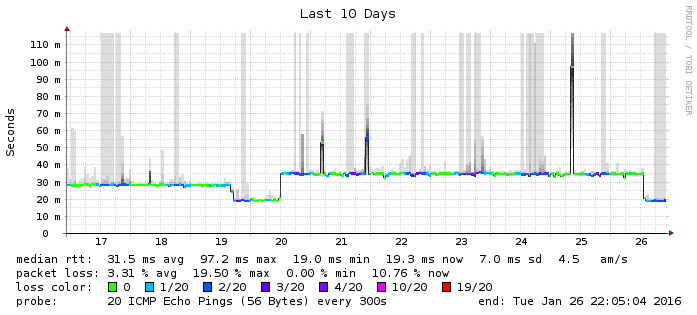 Last 10 Days
RRDTOOL / TOBI OETIKER
Seconds
110 m
100 m
90 m
80 m
70 m
60 m
50 m
40 m
30 m
20 m
10 m
0
17 18 19 20 21 22 23 24 25 26
median rtt: 31.5 ms avg 97.2 ms max 19.0 ms min 19.3 ms now 7.0 ms sd 4.5 am/s
packet loss: 3.31 % avg 19.50 % max 0.00 % min 10.76 % now
loss color: 0 1/20 2/20 3/20 4/20 10/20 19/20
probe: 20 ICMP Echo Pings (56 Bytes) every 300s end: Tue Jan 26 22:05:04 2016